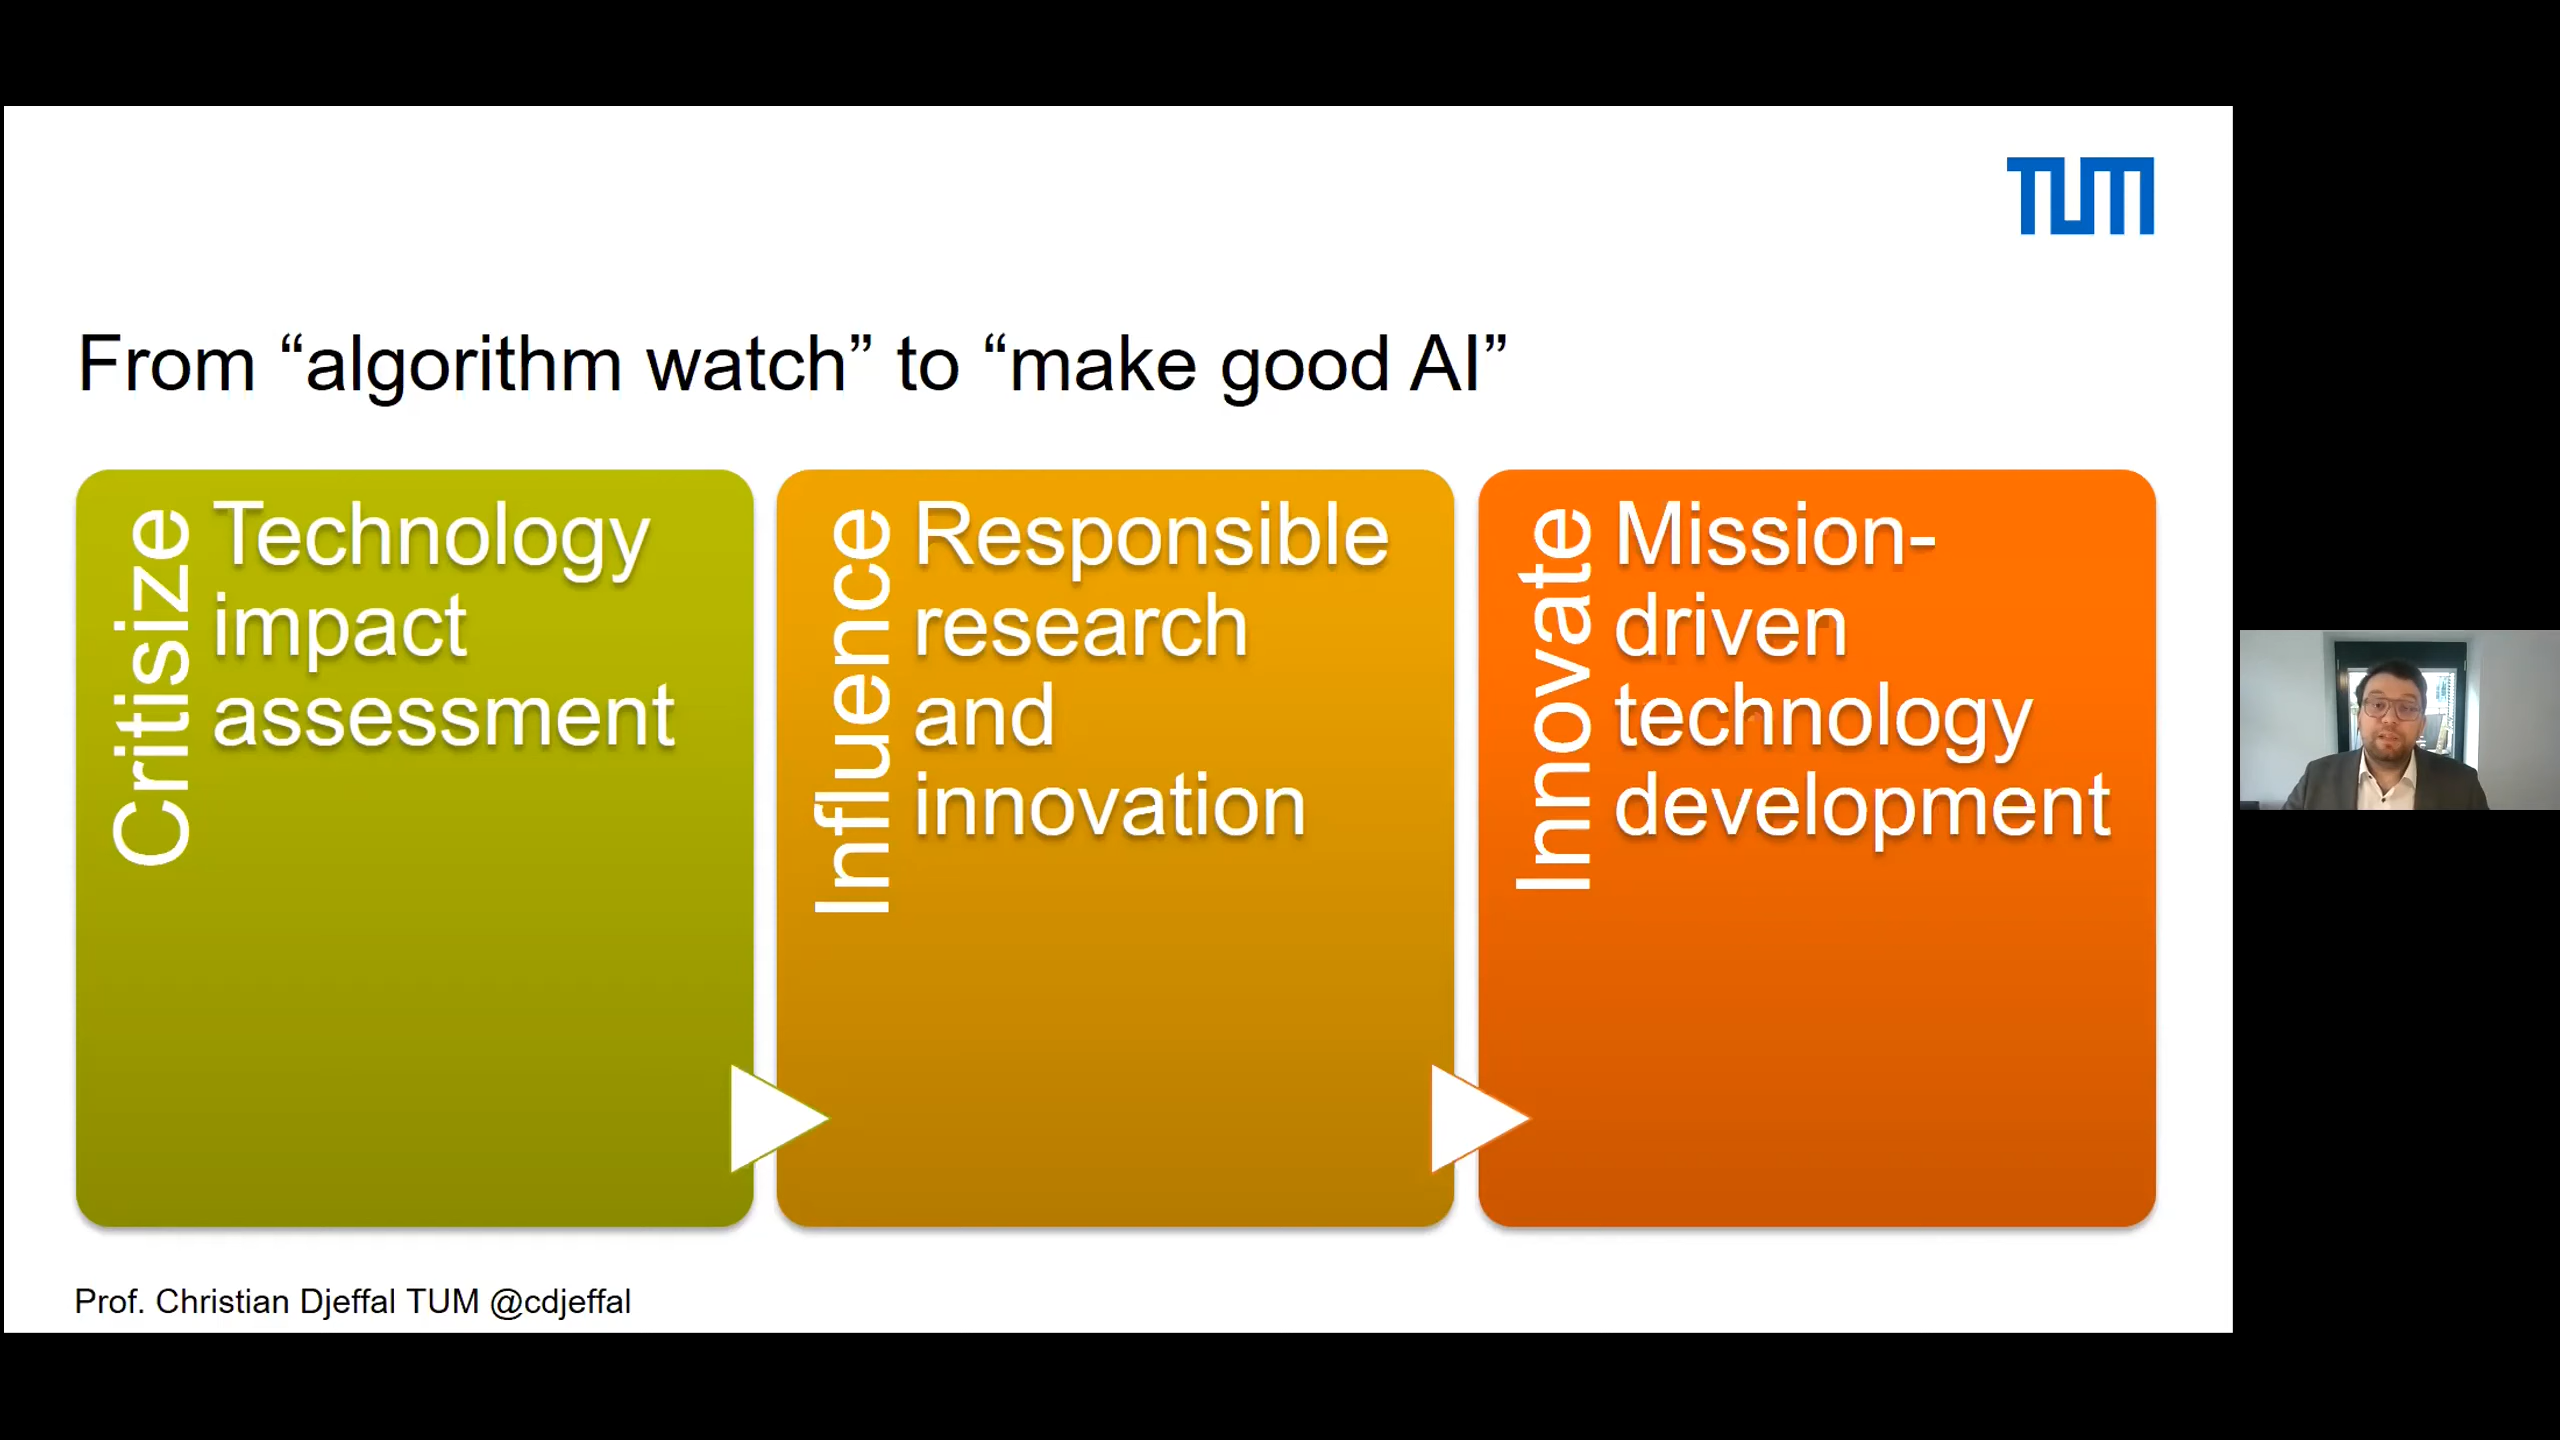 TUM
From “algorithm watch” to “make good AI”
Critisize
Technology
impact
assessment
Influence
Responsible
research
and
innovation
Innovate
Mission-
driven
technology
development
Prof. Christian Djeffal TUM @cdjeffal